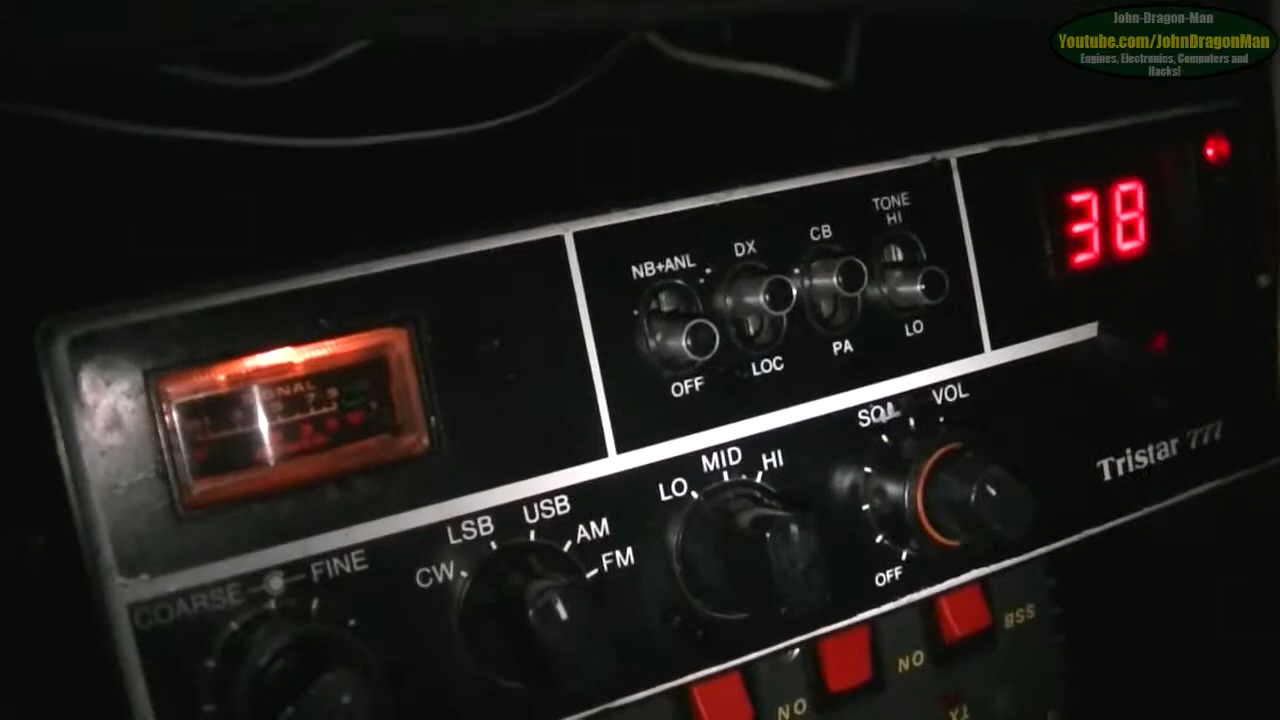 John-Dragon-Man
Youtube.com/JohnDragonMan
Engines, Electronics, Computers and
Hacks!
NB+ANL
DX
CB
TONE
HI
38
OFF
LOC
PA
LO
SQL
VOL
Tristar 777
LO
MID
HI
OFF
COARSE
FINE
CW
LSB
USB
AM
FM
NO
NO
BSS
TX